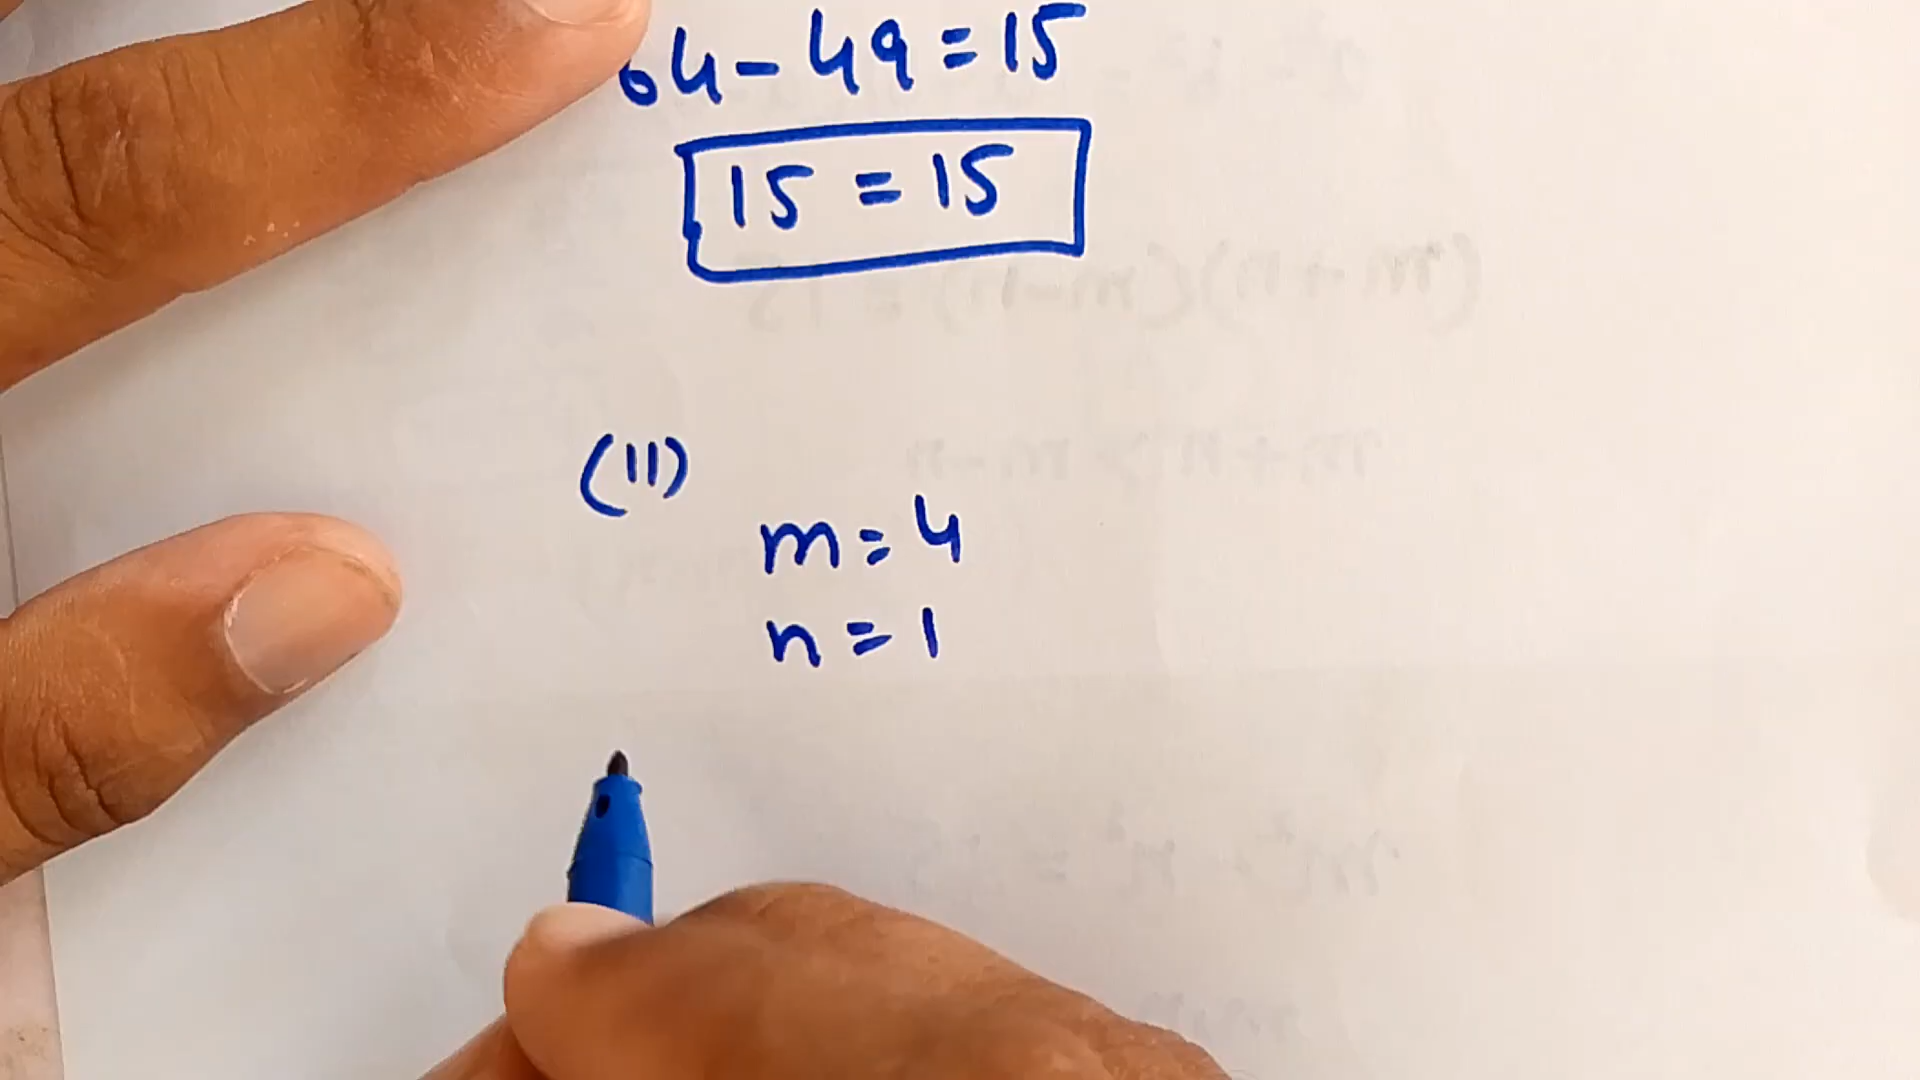 64-49=15
15 = 15
(11)
m=4
n=1